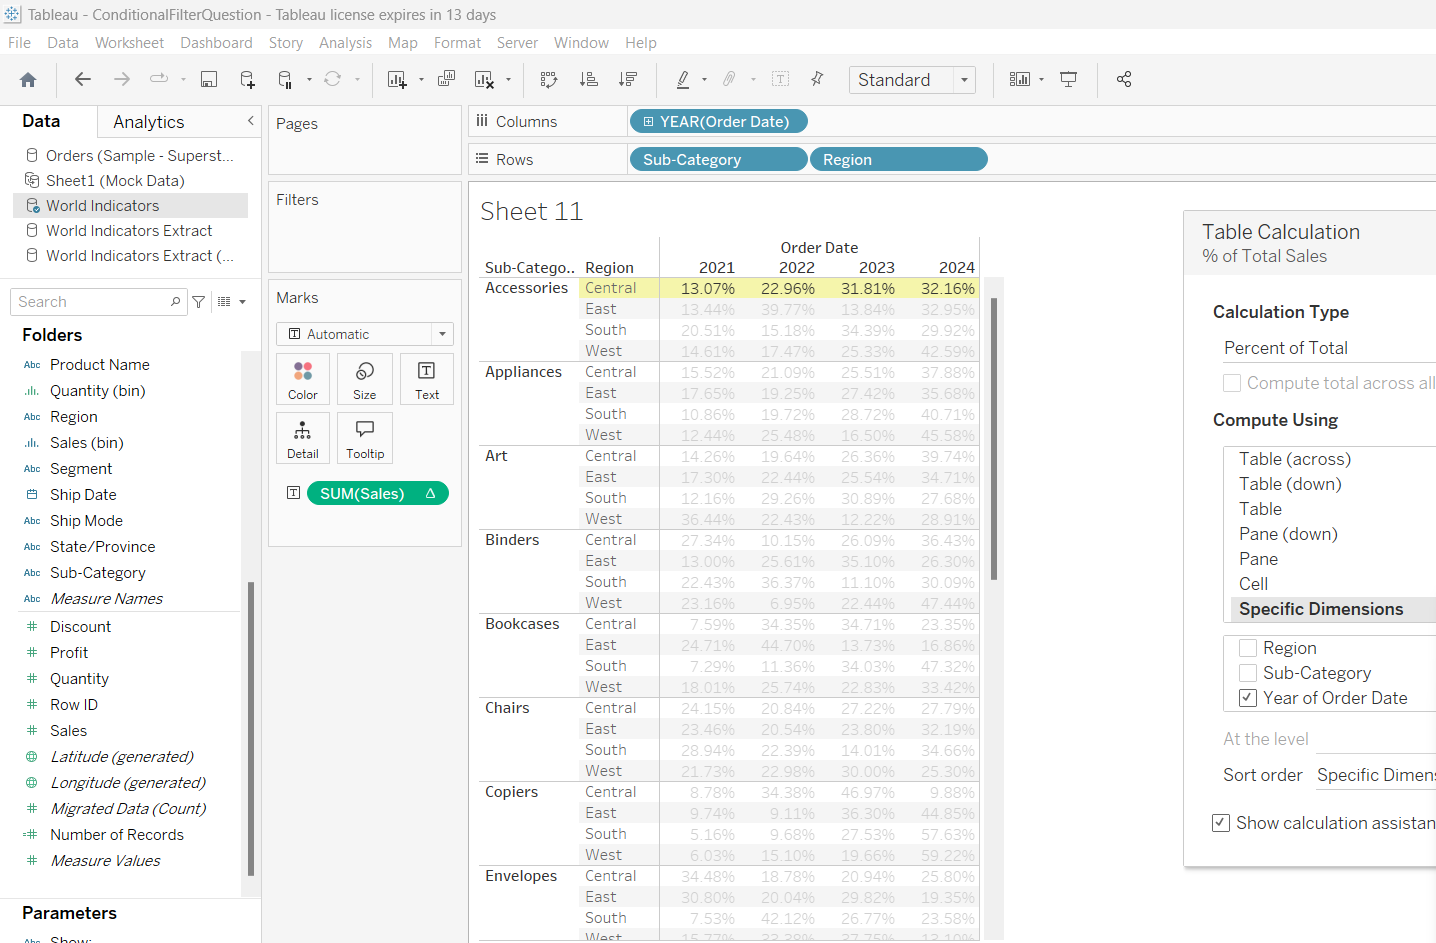 Tableau - ConditionalFilterQuestion - Tableau license expires in 13 days
File Data Worksheet Dashboard Story Analysis Map Format Server Window Help
Standard
Data Analytics
Orders (Sample - Superst...
Sheet1 (Mock Data)
World Indicators
World Indicators Extract
World Indicators Extract (...
Search
Folders
Abc Product Name
Quantity (bin)
Abc Region
Sales (bin)
Abc Segment
Ship Date
Abc Ship Mode
Abc State/Province
Abc Sub-Category
Abc Measure Names
# Discount
# Profit
# Quantity
# Row ID
# Sales
Latitude (generated)
Longitude (generated)
# Migrated Data (Count)
=# Number of Records
# Measure Values
Parameters
Abc Show:
Pages
Filters
Marks
Automatic
Color Size Text
Detail Tooltip
SUM(Sales) Δ
Columns YEAR(Order Date)
Rows Sub-Category Region
Sheet 11
Order Date
Sub-Catego.. Region 2021 2022 2023 2024
Accessories Central 13.07% 22.96% 31.81% 32.16%
East 13.44% 39.77% 13.84% 32.95%
South 20.51% 15.18% 34.39% 29.92%
West 14.61% 17.47% 25.33% 42.59%
Appliances Central 15.52% 21.09% 25.51% 37.88%
East 17.65% 19.25% 27.42% 35.68%
South 10.86% 19.72% 28.72% 40.71%
West 12.44% 25.48% 16.50% 45.58%
Art Central 14.26% 19.64% 26.36% 39.74%
East 17.30% 22.44% 25.54% 34.71%
South 12.16% 29.26% 30.89% 27.68%
West 36.44% 22.43% 12.22% 28.91%
Binders Central 27.34% 10.15% 26.09% 36.43%
East 13.00% 25.61% 35.10% 26.30%
South 22.43% 36.37% 11.10% 30.09%
West 23.16% 6.95% 22.44% 47.44%
Bookcases Central 7.59% 34.35% 34.71% 23.35%
East 24.71% 44.70% 13.73% 16.86%
South 7.29% 11.36% 34.03% 47.32%
West 18.01% 25.74% 22.83% 33.42%
Chairs Central 24.15% 20.84% 27.22% 27.79%
East 23.46% 20.54% 23.80% 32.19%
South 28.94% 22.39% 14.01% 34.66%
West 21.73% 22.98% 30.00% 25.30%
Copiers Central 8.78% 34.38% 46.97% 9.88%
East 9.74% 9.11% 36.30% 44.85%
South 5.16% 9.68% 27.53% 57.63%
West 6.03% 15.10% 19.66% 59.22%
Envelopes Central 34.48% 18.78% 20.94% 25.80%
East 30.80% 20.04% 29.82% 19.35%
South 7.53% 42.12% 26.77% 23.58%
West
Table Calculation
% of Total Sales
Calculation Type
Percent of Total
Compute total across all
Compute Using
Table (across)
Table (down)
Table
Pane (down)
Pane
Cell
Specific Dimensions
Region
Sub-Category
Year of Order Date
At the level
Sort order Specific Dimens
Show calculation assistan